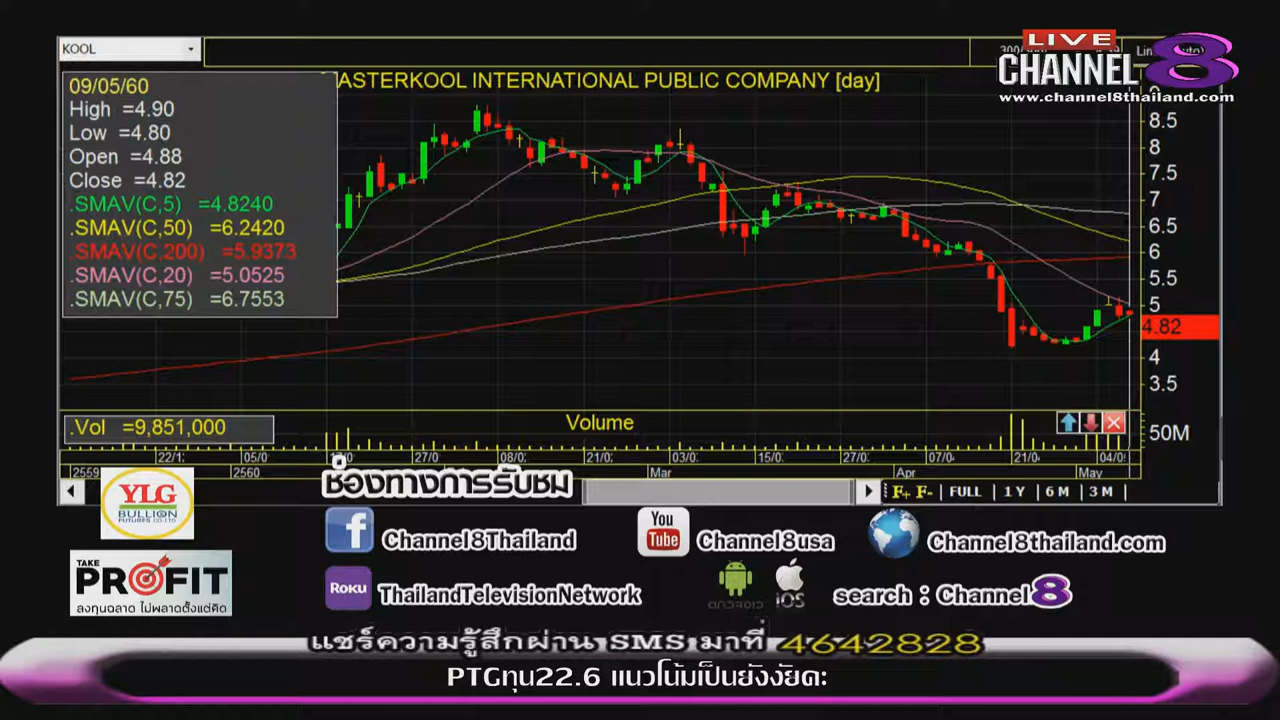 KOOL
LIVE
CHANNEL 8
www.channel8thailand.com
MASTERKOOL INTERNATIONAL PUBLIC COMPANY [day]
09/05/60
High =4.90
Low =4.80
Open =4.88
Close =4.82
.SMAV(C,5) =4.8240
.SMAV(C,50) =6.2420
.SMAV(C,200) =5.9373
.SMAV(C,20) =5.0525
.SMAV(C,75) =6.7553
8.5
8
7.5
7
6.5
6
5.5
5
4.82
4
3.5
.Vol =9,851,000
Volume
50M
22/1: 05/0 27/0: 08/0: 21/0: 03/0: 15/0: 27/0: 07/0: 21/0: 04/0
2559 2560 Mar Apr May
F+ F- FULL 1 Y 6 M 3 M
YLG
BULLION
FUTURES CO.,LTD
ช่องทางการรับชม
f Channel8Thailand
You Tube Channel8usa
Channel8thailand.com
TAKE
PROFIT
ลงทุนฉลาด ไม่พลาดตั้งแต่คิด
ROKU ThailandTelevisionNetwork
iOS
search : Channel 8
แชร์ความรู้สึกผ่าน SMS มาที่ 4642828
PTGทุน22.6 แนวโน้มเป็นยังงัยคะ